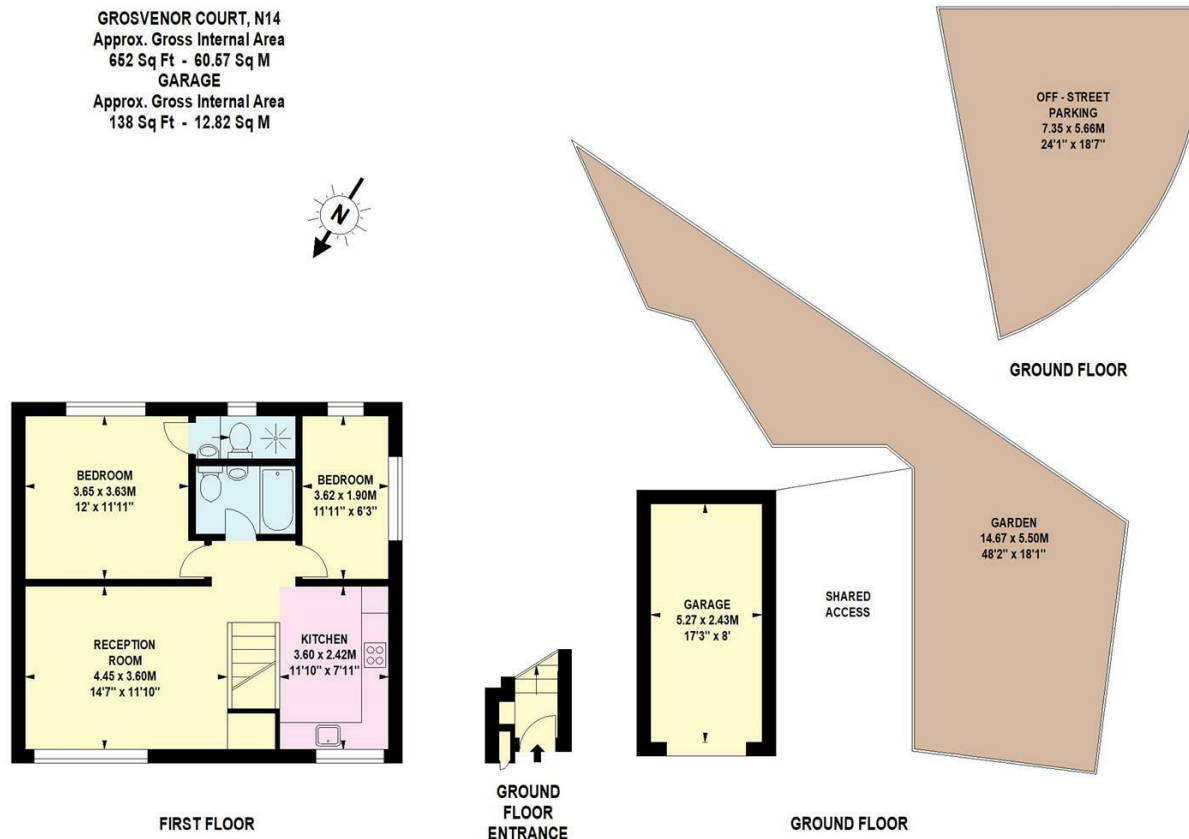 GROSVENOR COURT, N14
Approx. Gross Internal Area
652 Sq Ft - 60.57 Sq M
GARAGE
Approx. Gross Internal Area
138 Sq Ft - 12.82 Sq M
N
OFF - STREET
PARKING
7.35 x 5.66M
24'1" x 18'7"
GROUND FLOOR
BEDROOM
3.65 x 3.63M
12' x 11'11"
BEDROOM
3.62 x 1.90M
11'11" x 6'3"
RECEPTION
ROOM
4.45 x 3.60M
14'7" x 11'10"
KITCHEN
3.60 x 2.42M
11'10" x 7'11"
FIRST FLOOR
GROUND
FLOOR
ENTRANCE
GARAGE
5.27 x 2.43M
17'3" x 8'
SHARED
ACCESS
GARDEN
14.67 x 5.50M
48'2" x 18'1"
GROUND FLOOR